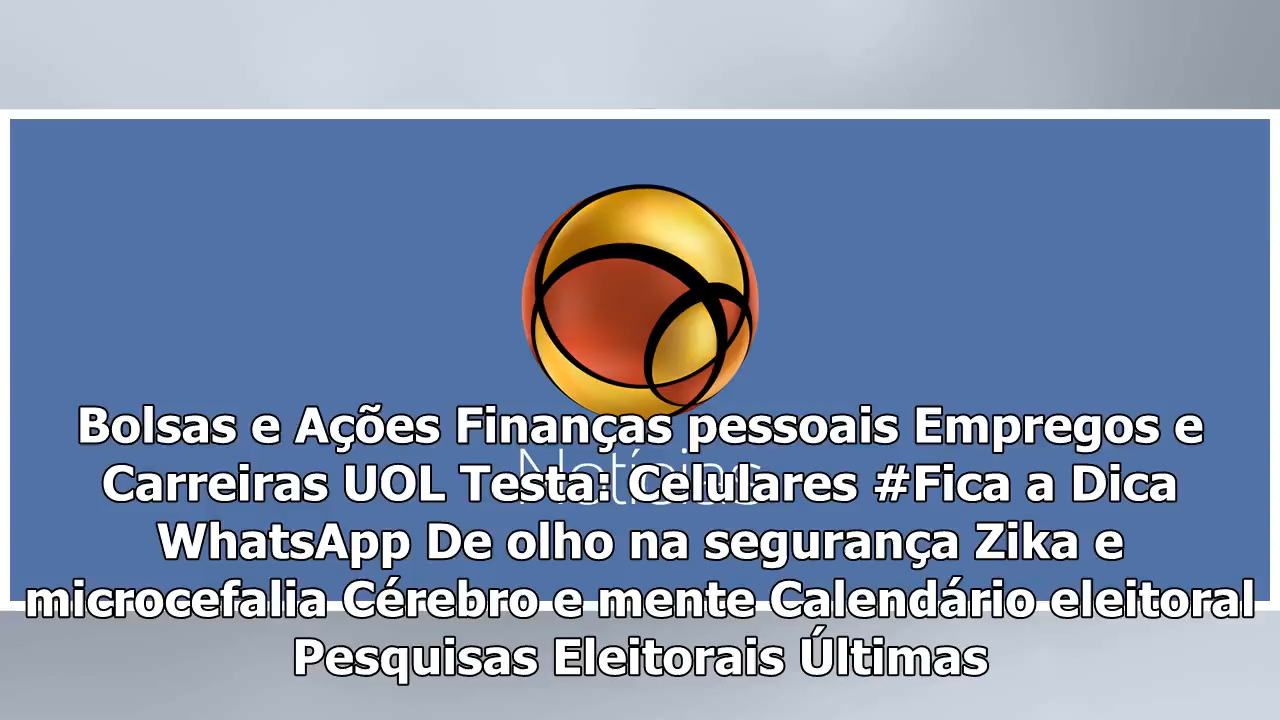 Bolsas e Ações Finanças pessoais Empregos e
Notícias
Carreiras UOL Testa: Celulares #Fica a Dica
WhatsApp De olho na segurança Zika e
microcefalia Cérebro e mente Calendário eleitoral
Pesquisas Eleitorais Últimas